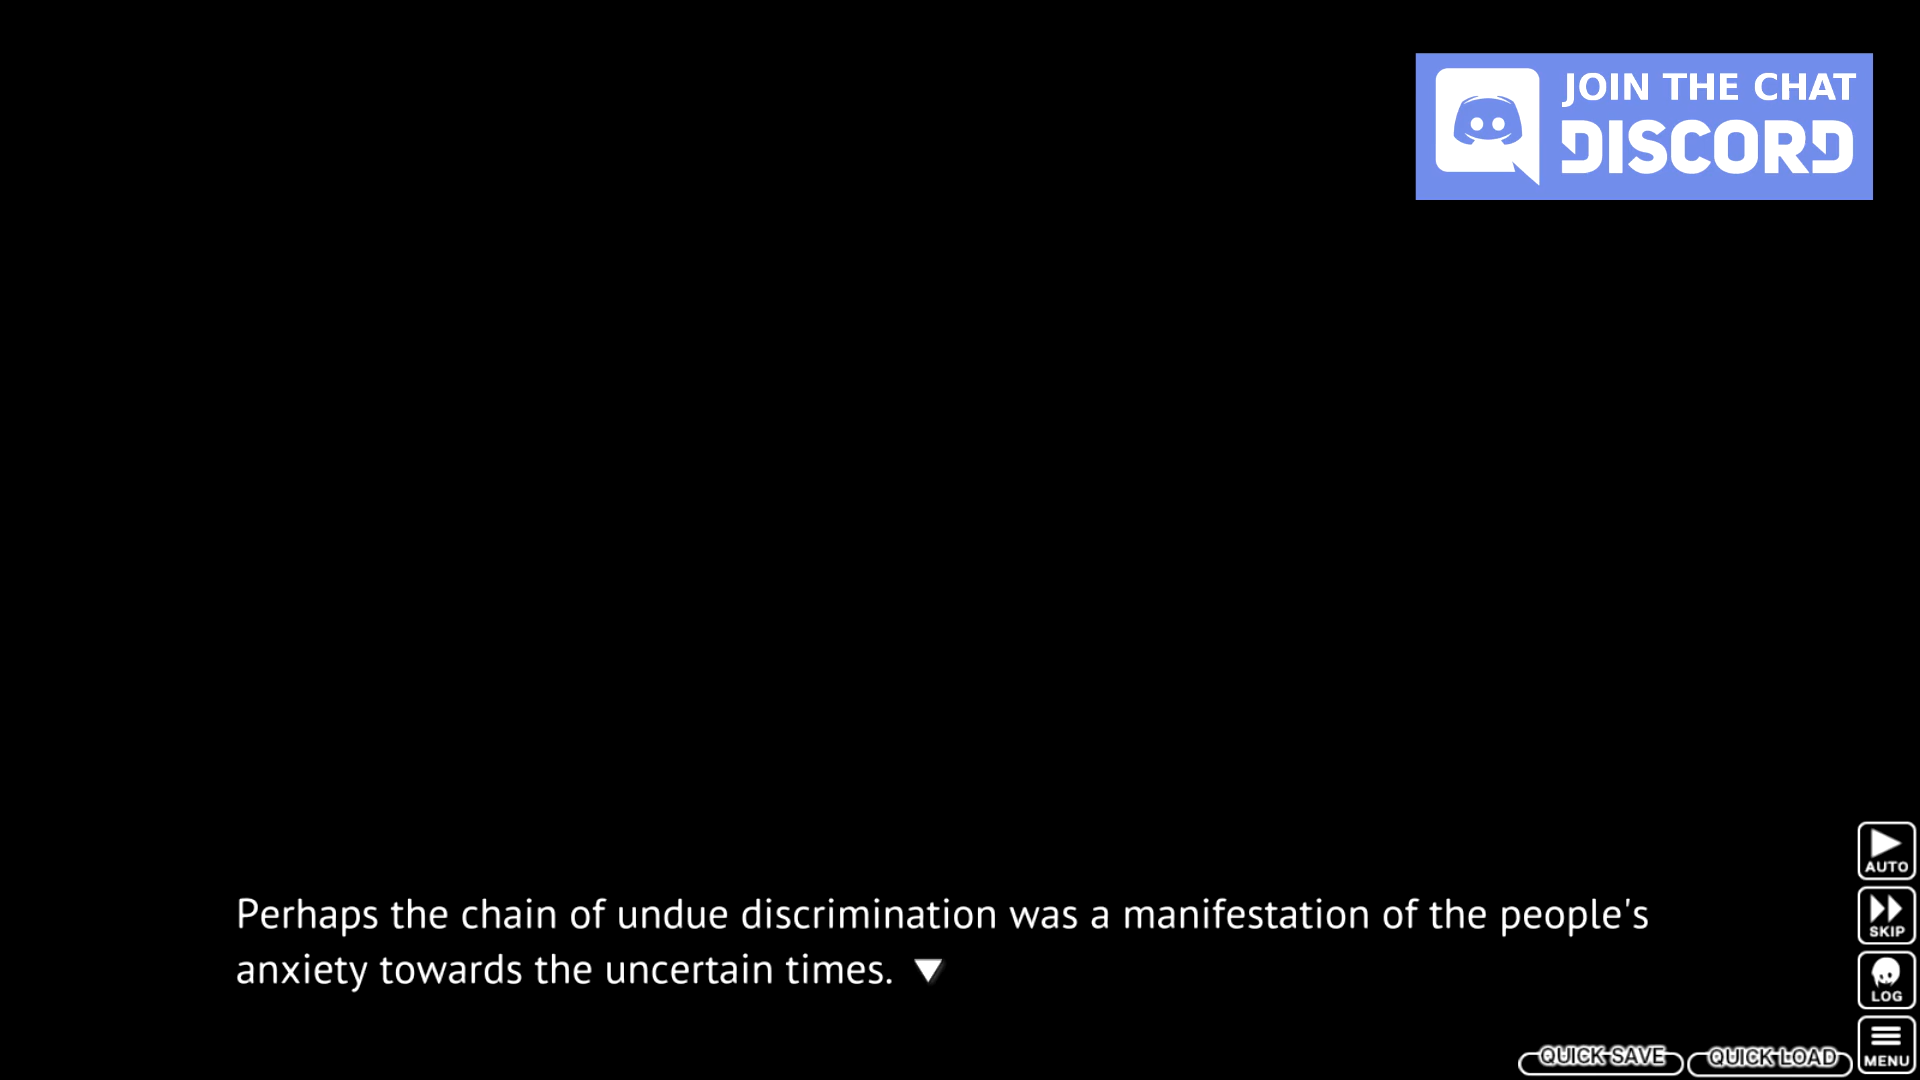 JOIN THE CHAT
DISCORD
Perhaps the chain of undue discrimination was a manifestation of the people's
anxiety towards the uncertain times.
AUTO
SKIP
LOG
MENU
QUICK SAVE QUICK LOAD